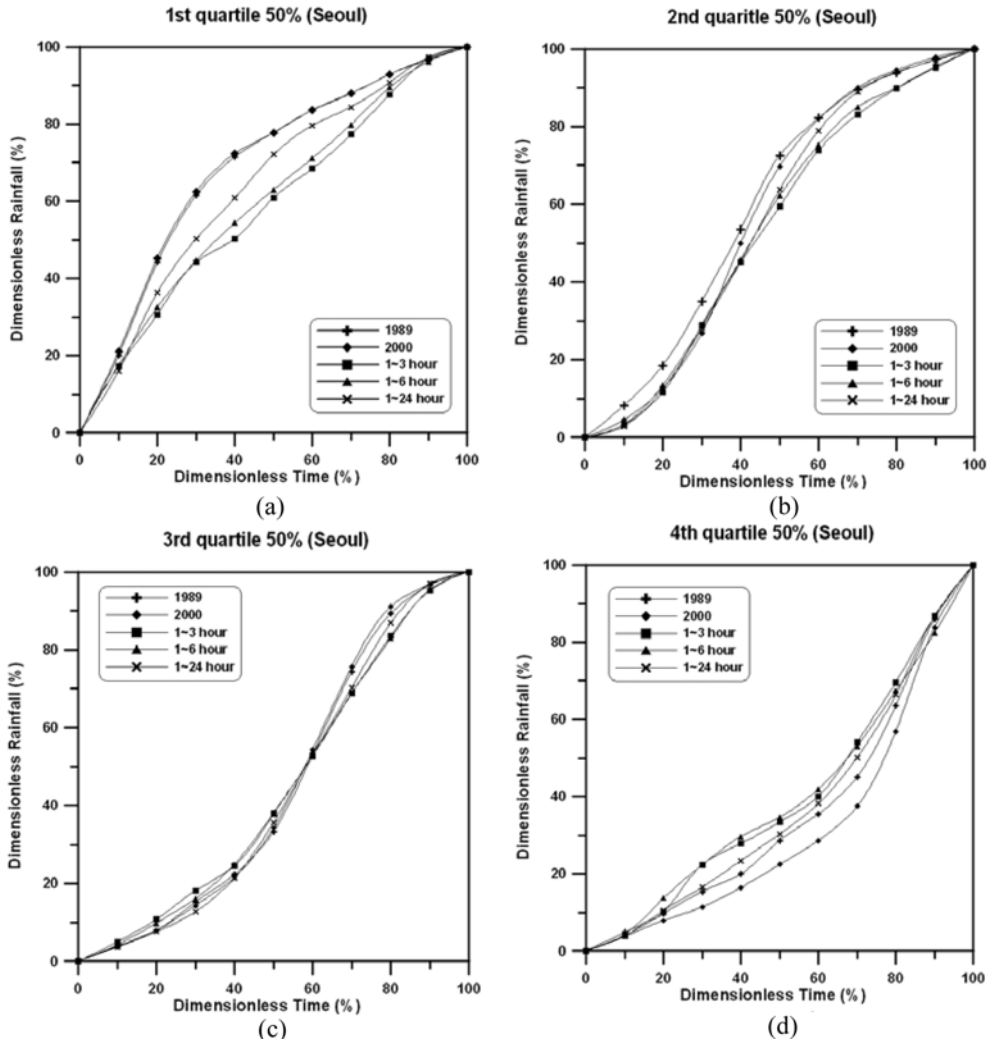 1st quartile 50% (Seoul)
Dimensionless Rainfall (%)
100
80
60
40
20
0
1989
2000
1~3 hour
1~6 hour
1~24 hour
0 20 40 60 80 100
Dimensionless Time (%)
(a)
2nd quaritle 50% (Seoul)
Dimensionless Rainfall (%)
100
80
60
40
20
0
1989
2000
1~3 hour
1~6 hour
1~24 hour
0 20 40 60 80 100
Dimensionless Time (%)
(b)
3rd quartile 50% (Seoul)
Dimensionless Rainfall (%)
100
80
60
40
20
0
1989
2000
1~3 hour
1~6 hour
1~24 hour
0 20 40 60 80 100
Dimensionless Time (%)
(c)
4th quartile 50% (Seoul)
Dimensionless Rainfall (%)
100
80
60
40
20
0
1989
2000
1~3 hour
1~6 hour
1~24 hour
0 20 40 60 80 100
Dimensionless Time (%)
(d)